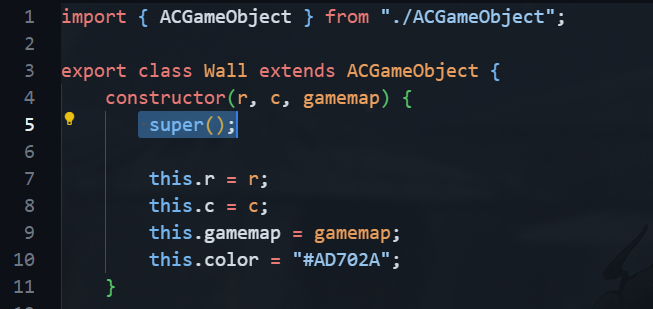 1 import { ACGameObject } from "./ACGameObject";
2
3 export class Wall extends ACGameObject {
4     constructor(r, c, gamemap) {
5         super();
6
7         this.r = r;
8         this.c = c;
9         this.gamemap = gamemap;
10         this.color = "#AD702A";
11     }